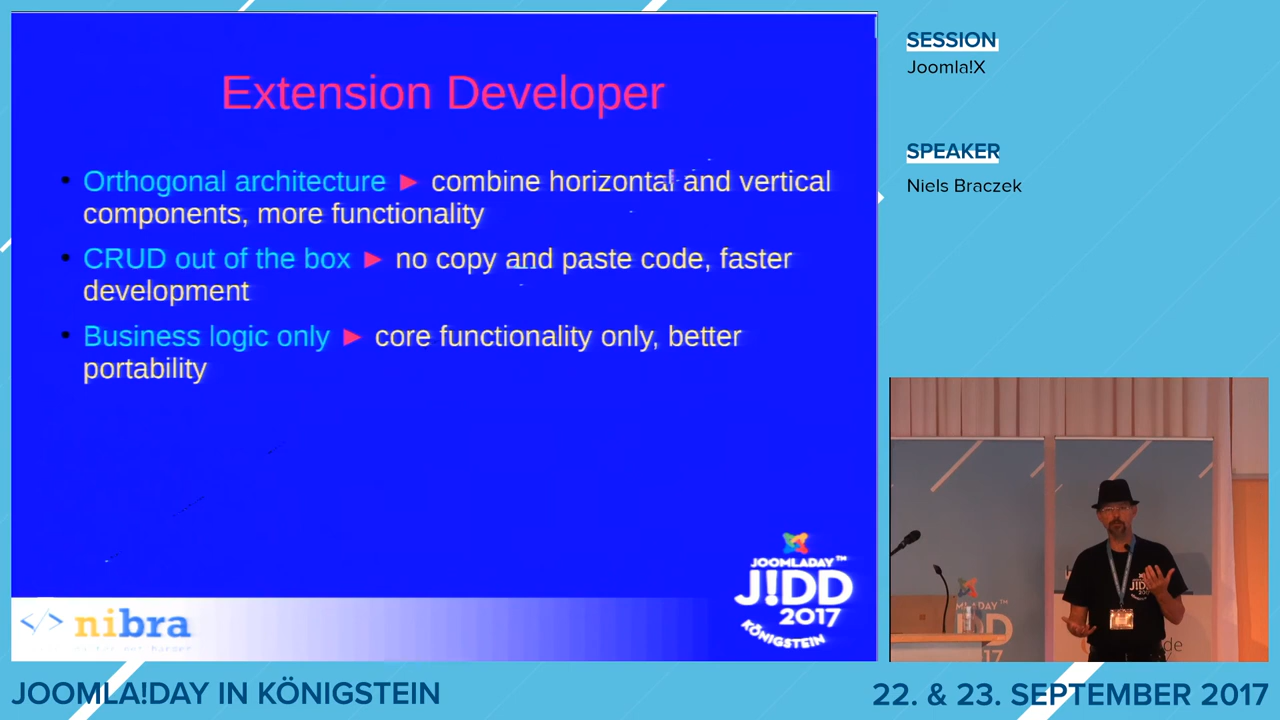 Extension Developer
• Orthogonal architecture ► combine horizontal and vertical
components, more functionality
• CRUD out of the box ► no copy and paste code, faster
development
• Business logic only ► core functionality only, better
portability
</> nibra
JOOMLADAY™
J!DD
2017
KÖNIGSTEIN
SESSION
Joomla!X
SPEAKER
Niels Braczek
JOOMLA!DAY IN KÖNIGSTEIN
22. & 23. SEPTEMBER 2017